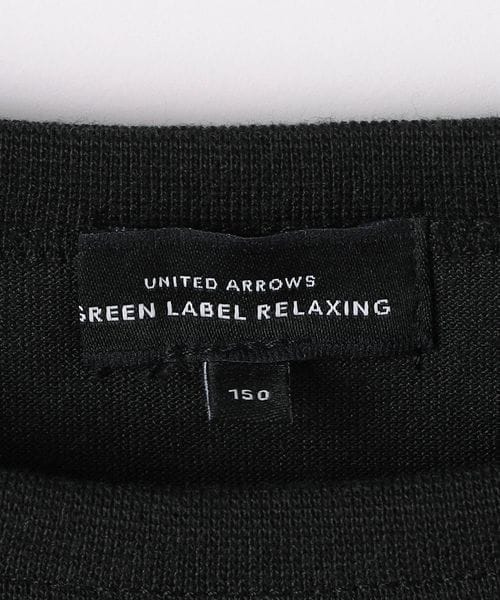 UNITED ARROWS
GREEN LABEL RELAXING
150